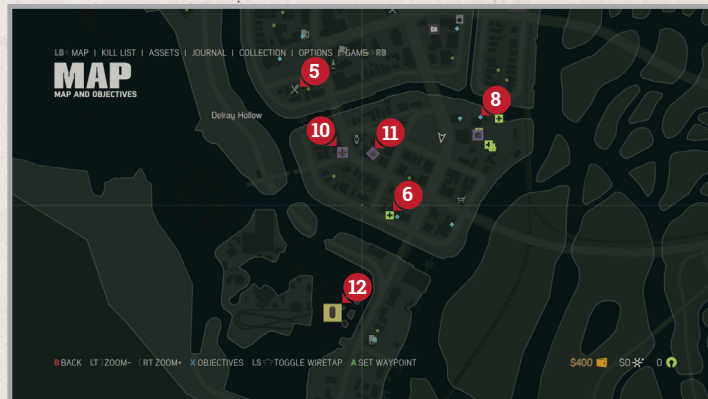 LB< MAP | KILL LIST | ASSETS | JOURNAL | COLLECTION | OPTIONS | GAME >RB
MAP
MAP AND OBJECTIVES
5
8
Delray Hollow
10
11
6
12
B BACK LT ZOOM- RT ZOOM+ X OBJECTIVES LS TOGGLE WIRETAP A SET WAYPOINT
$400 $0 0